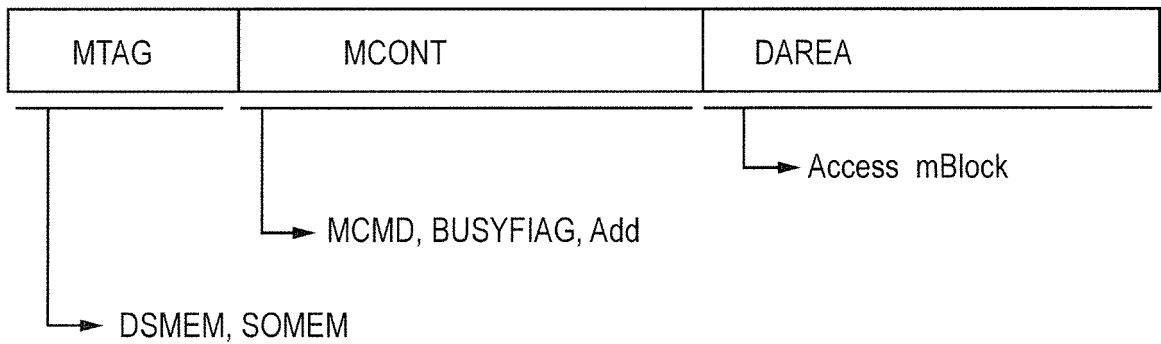 MTAG MCONT DAREA
Access mBlock
MCMD, BUSYFIAG, Add
DSMEM, SOMEM